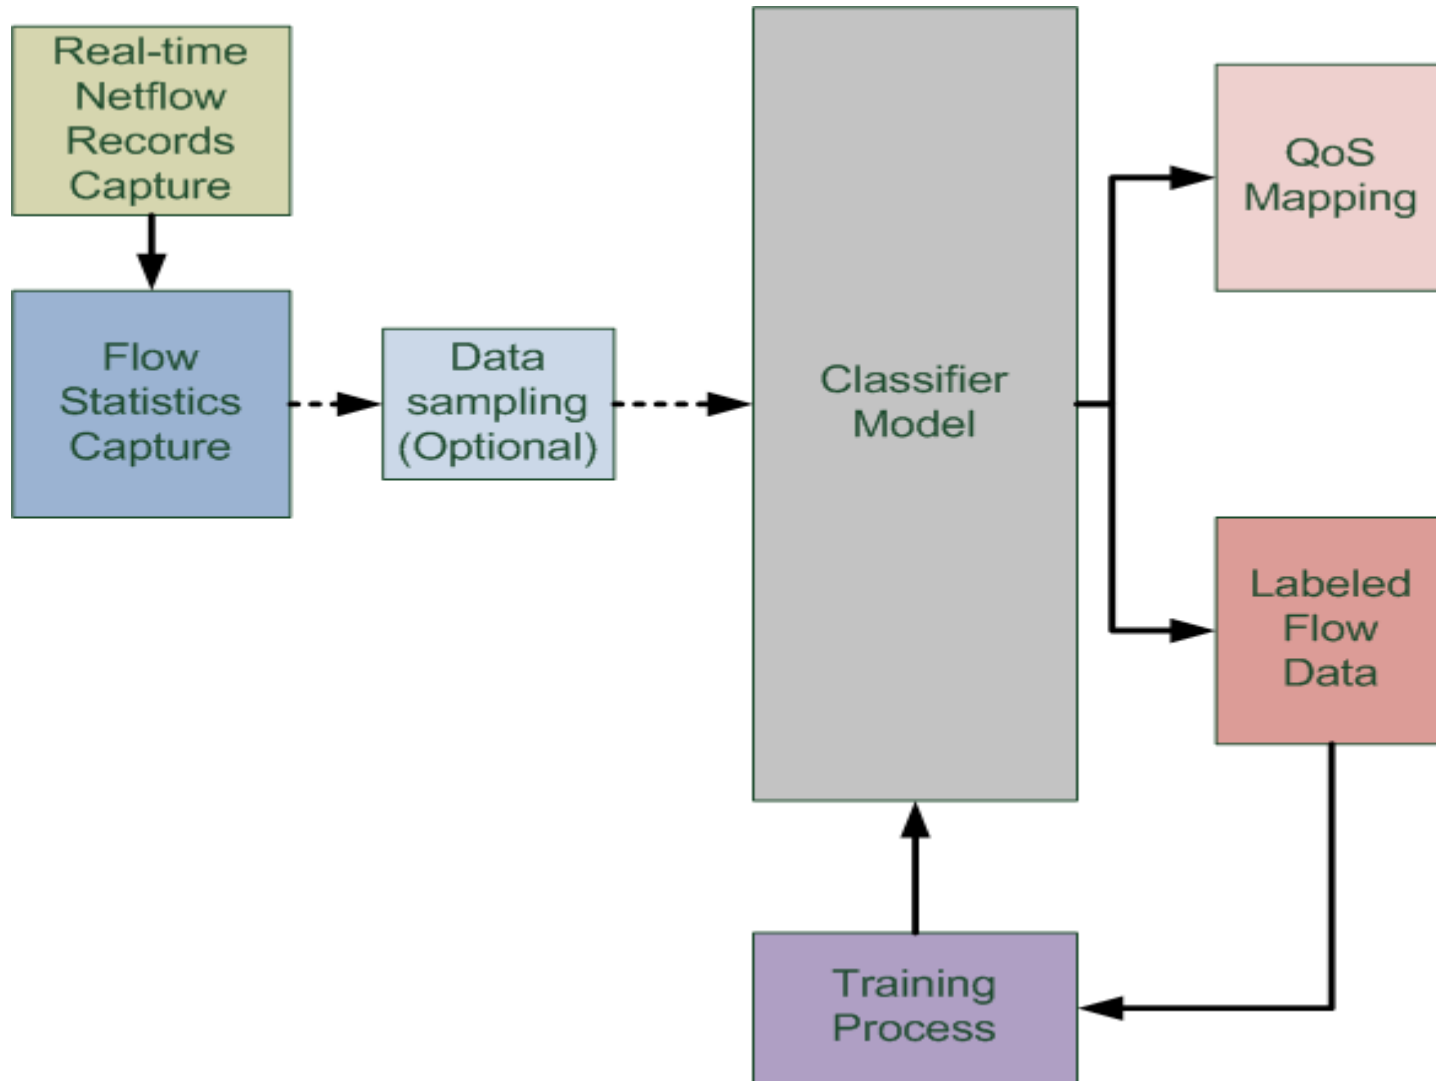 Real-time
Netflow
Records
Capture
Flow
Statistics
Capture
Data
sampling
(Optional)
Classifier
Model
QoS
Mapping
Labeled
Flow
Data
Training
Process